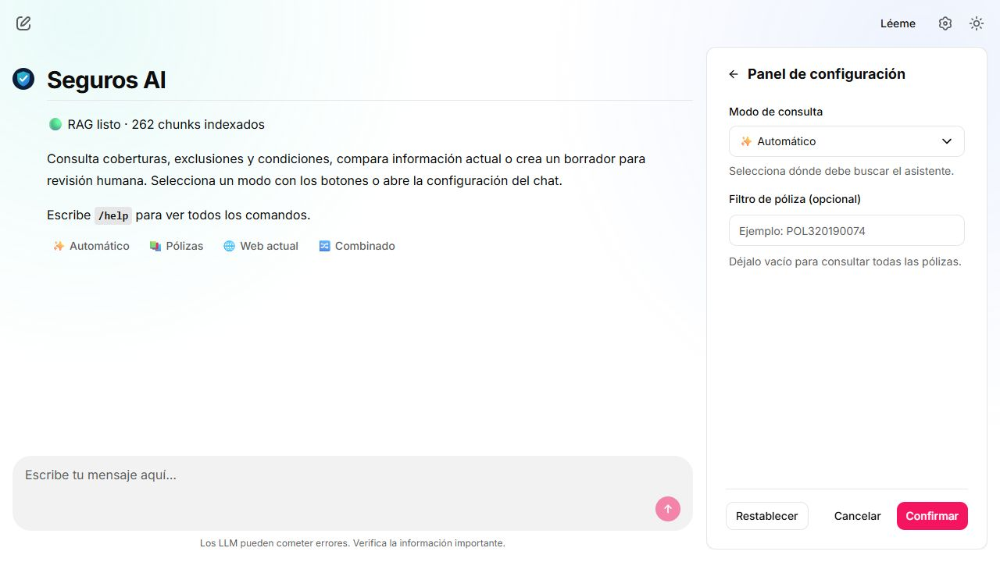 Léeme
Seguros AI
RAG listo · 262 chunks indexados
Consulta coberturas, exclusiones y condiciones, compara información actual o crea un borrador para
revisión humana. Selecciona un modo con los botones o abre la configuración del chat.
Escribe /help para ver todos los comandos.
Automático Pólizas Web actual Combinado
Escribe tu mensaje aquí...
Los LLM pueden cometer errores. Verifica la información importante.
Panel de configuración
Modo de consulta
Automático
Selecciona dónde debe buscar el asistente.
Filtro de póliza (opcional)
Ejemplo: POL320190074
Déjalo vacío para consultar todas las pólizas.
Restablecer Cancelar Confirmar